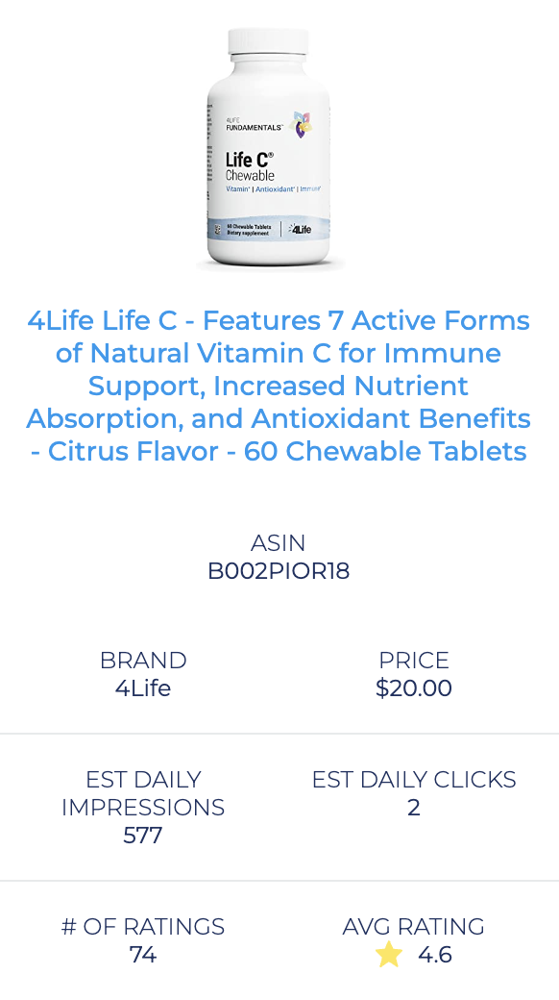 4LIFE
FUNDAMENTALS™
Life C®
Chewable
Vitamin* | Antioxidant* | Immune*
60 Chewable Tablets
Dietary supplement
4Life
4Life Life C - Features 7 Active Forms
of Natural Vitamin C for Immune
Support, Increased Nutrient
Absorption, and Antioxidant Benefits
- Citrus Flavor - 60 Chewable Tablets
ASIN
B002PIOR18
BRAND
4Life
PRICE
$20.00
EST DAILY
IMPRESSIONS
577
EST DAILY CLICKS
2
# OF RATINGS
74
AVG RATING
4.6